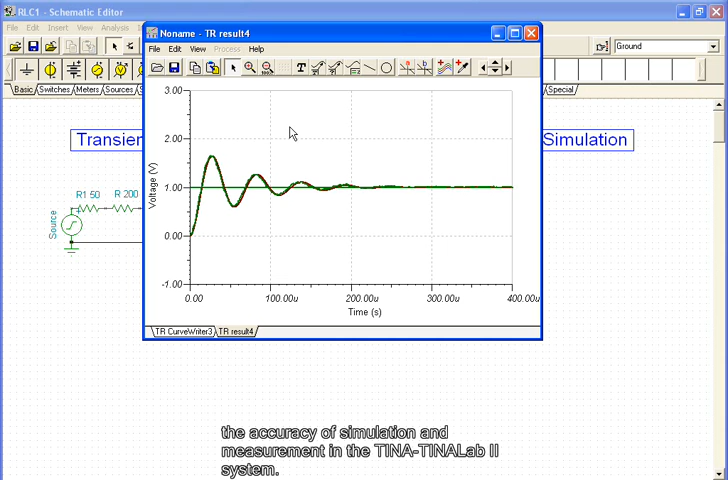 RLC1 - Schematic Editor
File Edit Insert View Analysis
Ground
Basic Switches Meters Sources Special
Noname - TR result4
File Edit View Process Help
T a b
100%
Transien
Simulation
R1 50 R 200
Source
3.00
2.00
1.00
0.00
-1.00
Voltage (V)
0.00 100.00u 200.00u 300.00u 400.00u
Time (s)
TR CurveWriter3 TR result4
the accuracy of simulation and
measurement in the TINA-TINALab II
system.